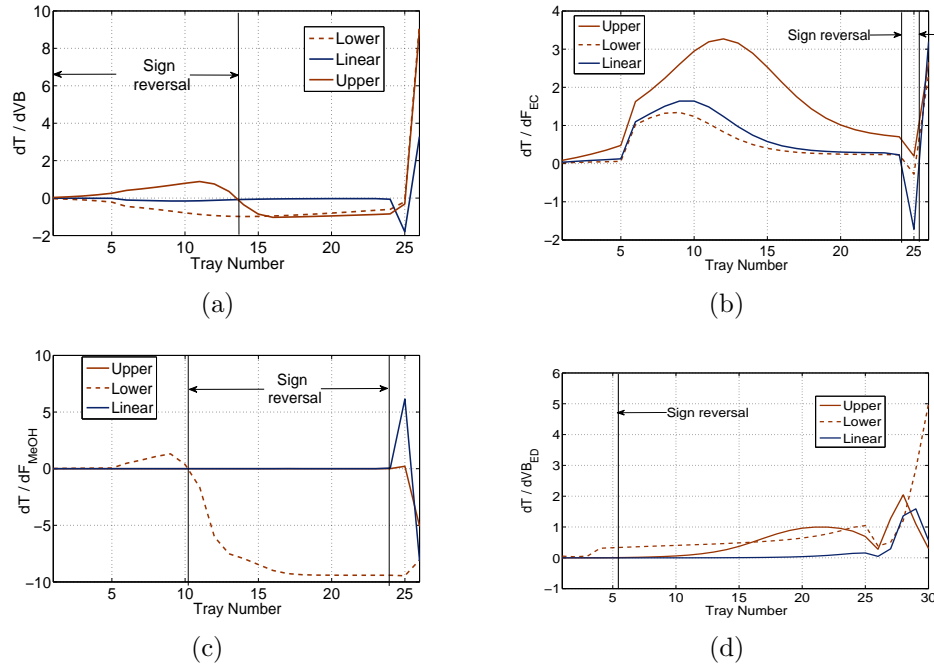 10
8
6
4
2
0
−2
5
10
15
20
25
dT / dVB
Tray Number
Sign
reversal
Lower
Linear
Upper
(a)
4
3
2
1
0
−1
−2
5
10
15
20
25
dT / dF_EC
Tray Number
Upper
Lower
Linear
Sign reversal
(b)
10
5
0
−5
−10
5
10
15
20
25
dT / dF_MeOH
Tray Number
Upper
Lower
Linear
Sign
reversal
(c)
6
5
4
3
2
1
0
−1
5
10
15
20
25
30
dT / dVB_ED
Tray Number
Sign reversal
Upper
Lower
Linear
(d)